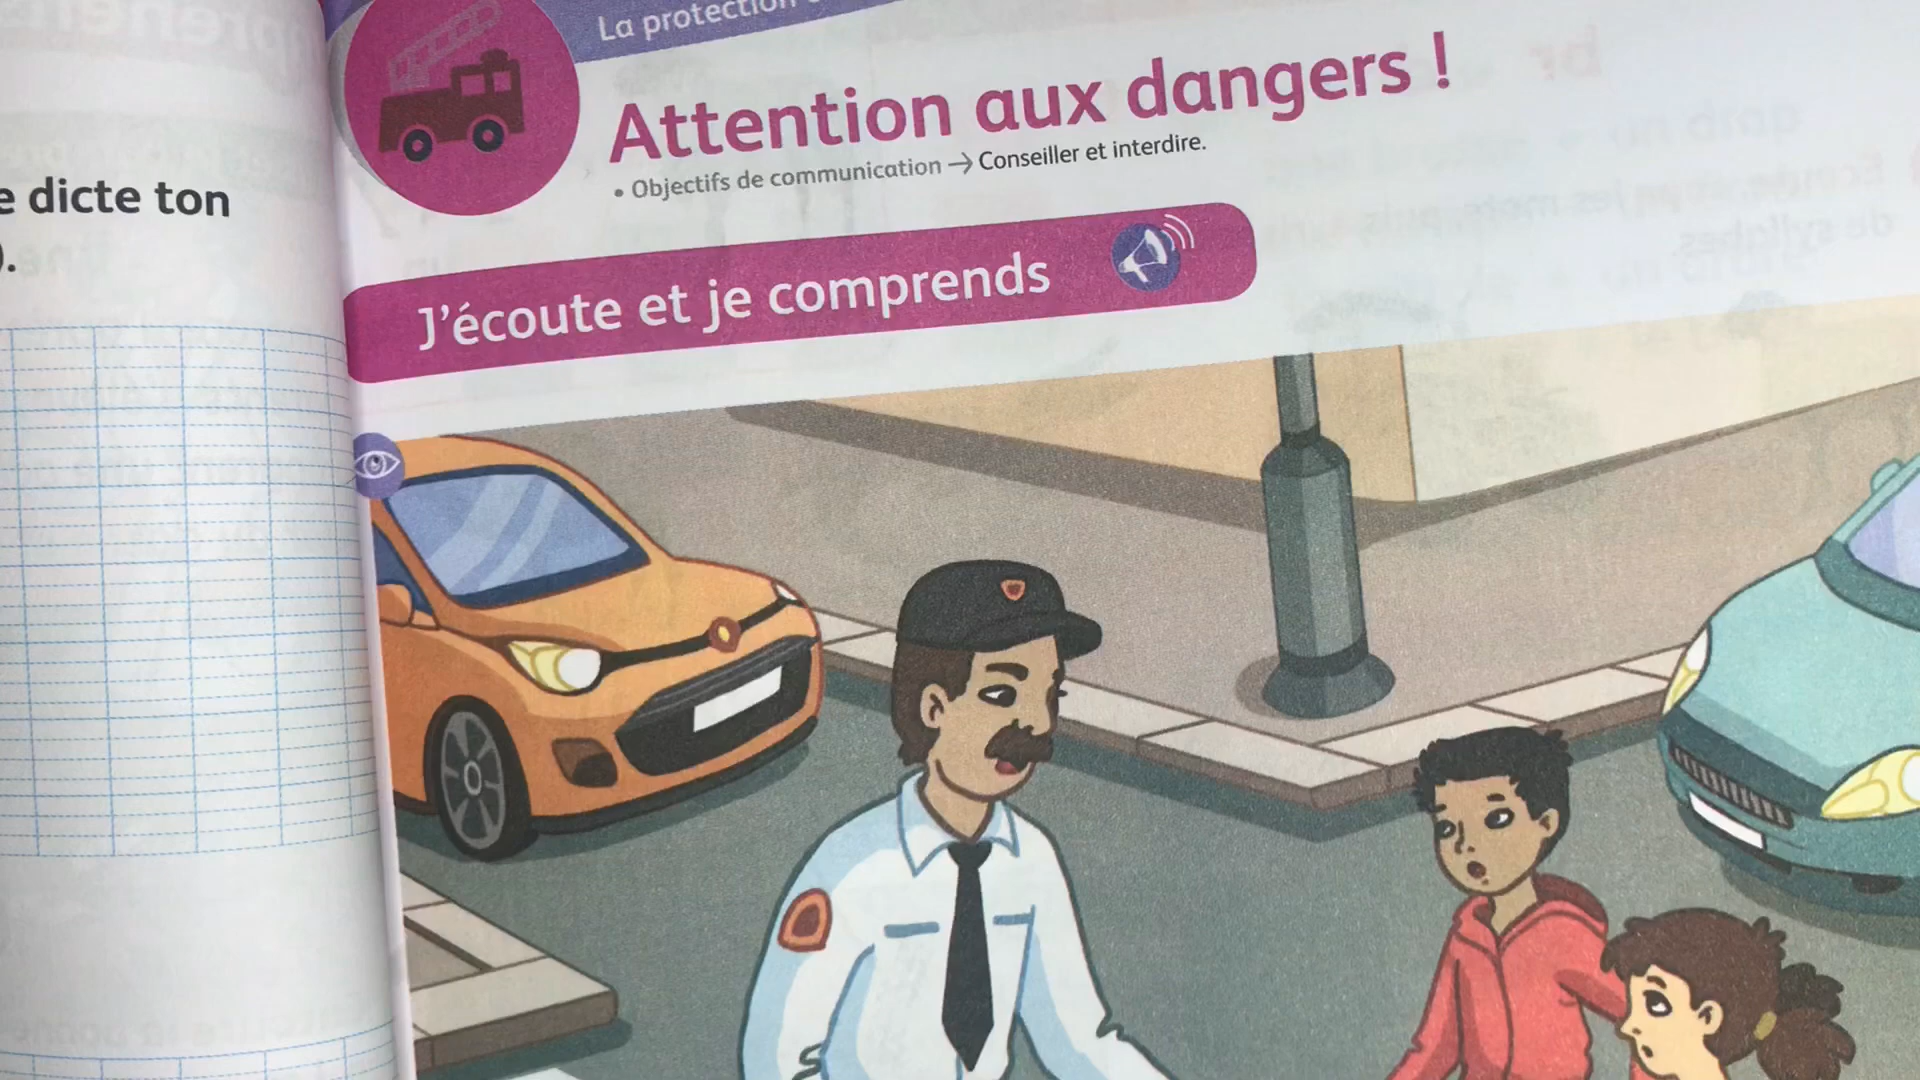 e dicte ton
).
La protection
Attention aux dangers !
• Objectifs de communication → Conseiller et interdire.
J'écoute et je comprends